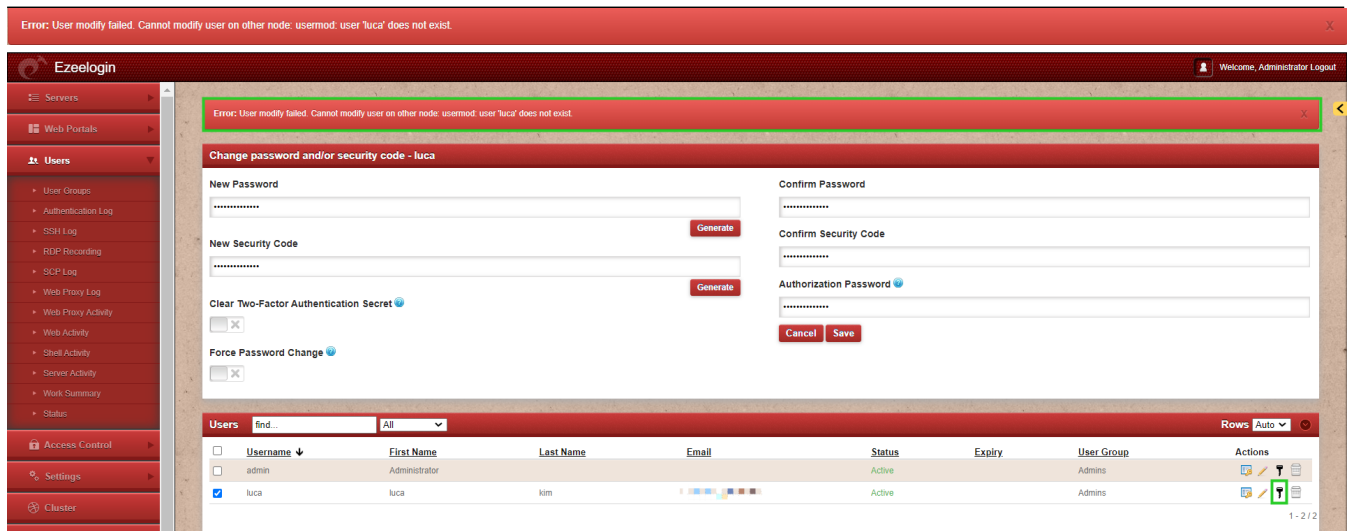 Error: User modify failed. Cannot modify user on other node: usermod: user 'luca' does not exist. X
Ezeelogin
Welcome, Administrator Logout
Servers
Web Portals
Users
User Groups
Authentication Log
SSH Log
RDP Recording
SCP Log
Web Proxy Log
Web Proxy Activity
Web Activity
Shell Activity
Server Activity
Work Summary
Status
Access Control
Settings
Cluster
Error: User modify failed. Cannot modify user on other node: usermod: user 'luca' does not exist. X
Change password and/or security code - luca
New Password
Generate
New Security Code
Generate
Clear Two-Factor Authentication Secret
Force Password Change
Confirm Password
Confirm Security Code
Authorization Password
Cancel Save
Users find... All Rows Auto
Username First Name Last Name Email Status Expiry User Group Actions
admin Administrator Active Admins
luca luca kim Active Admins
1 - 2 / 2